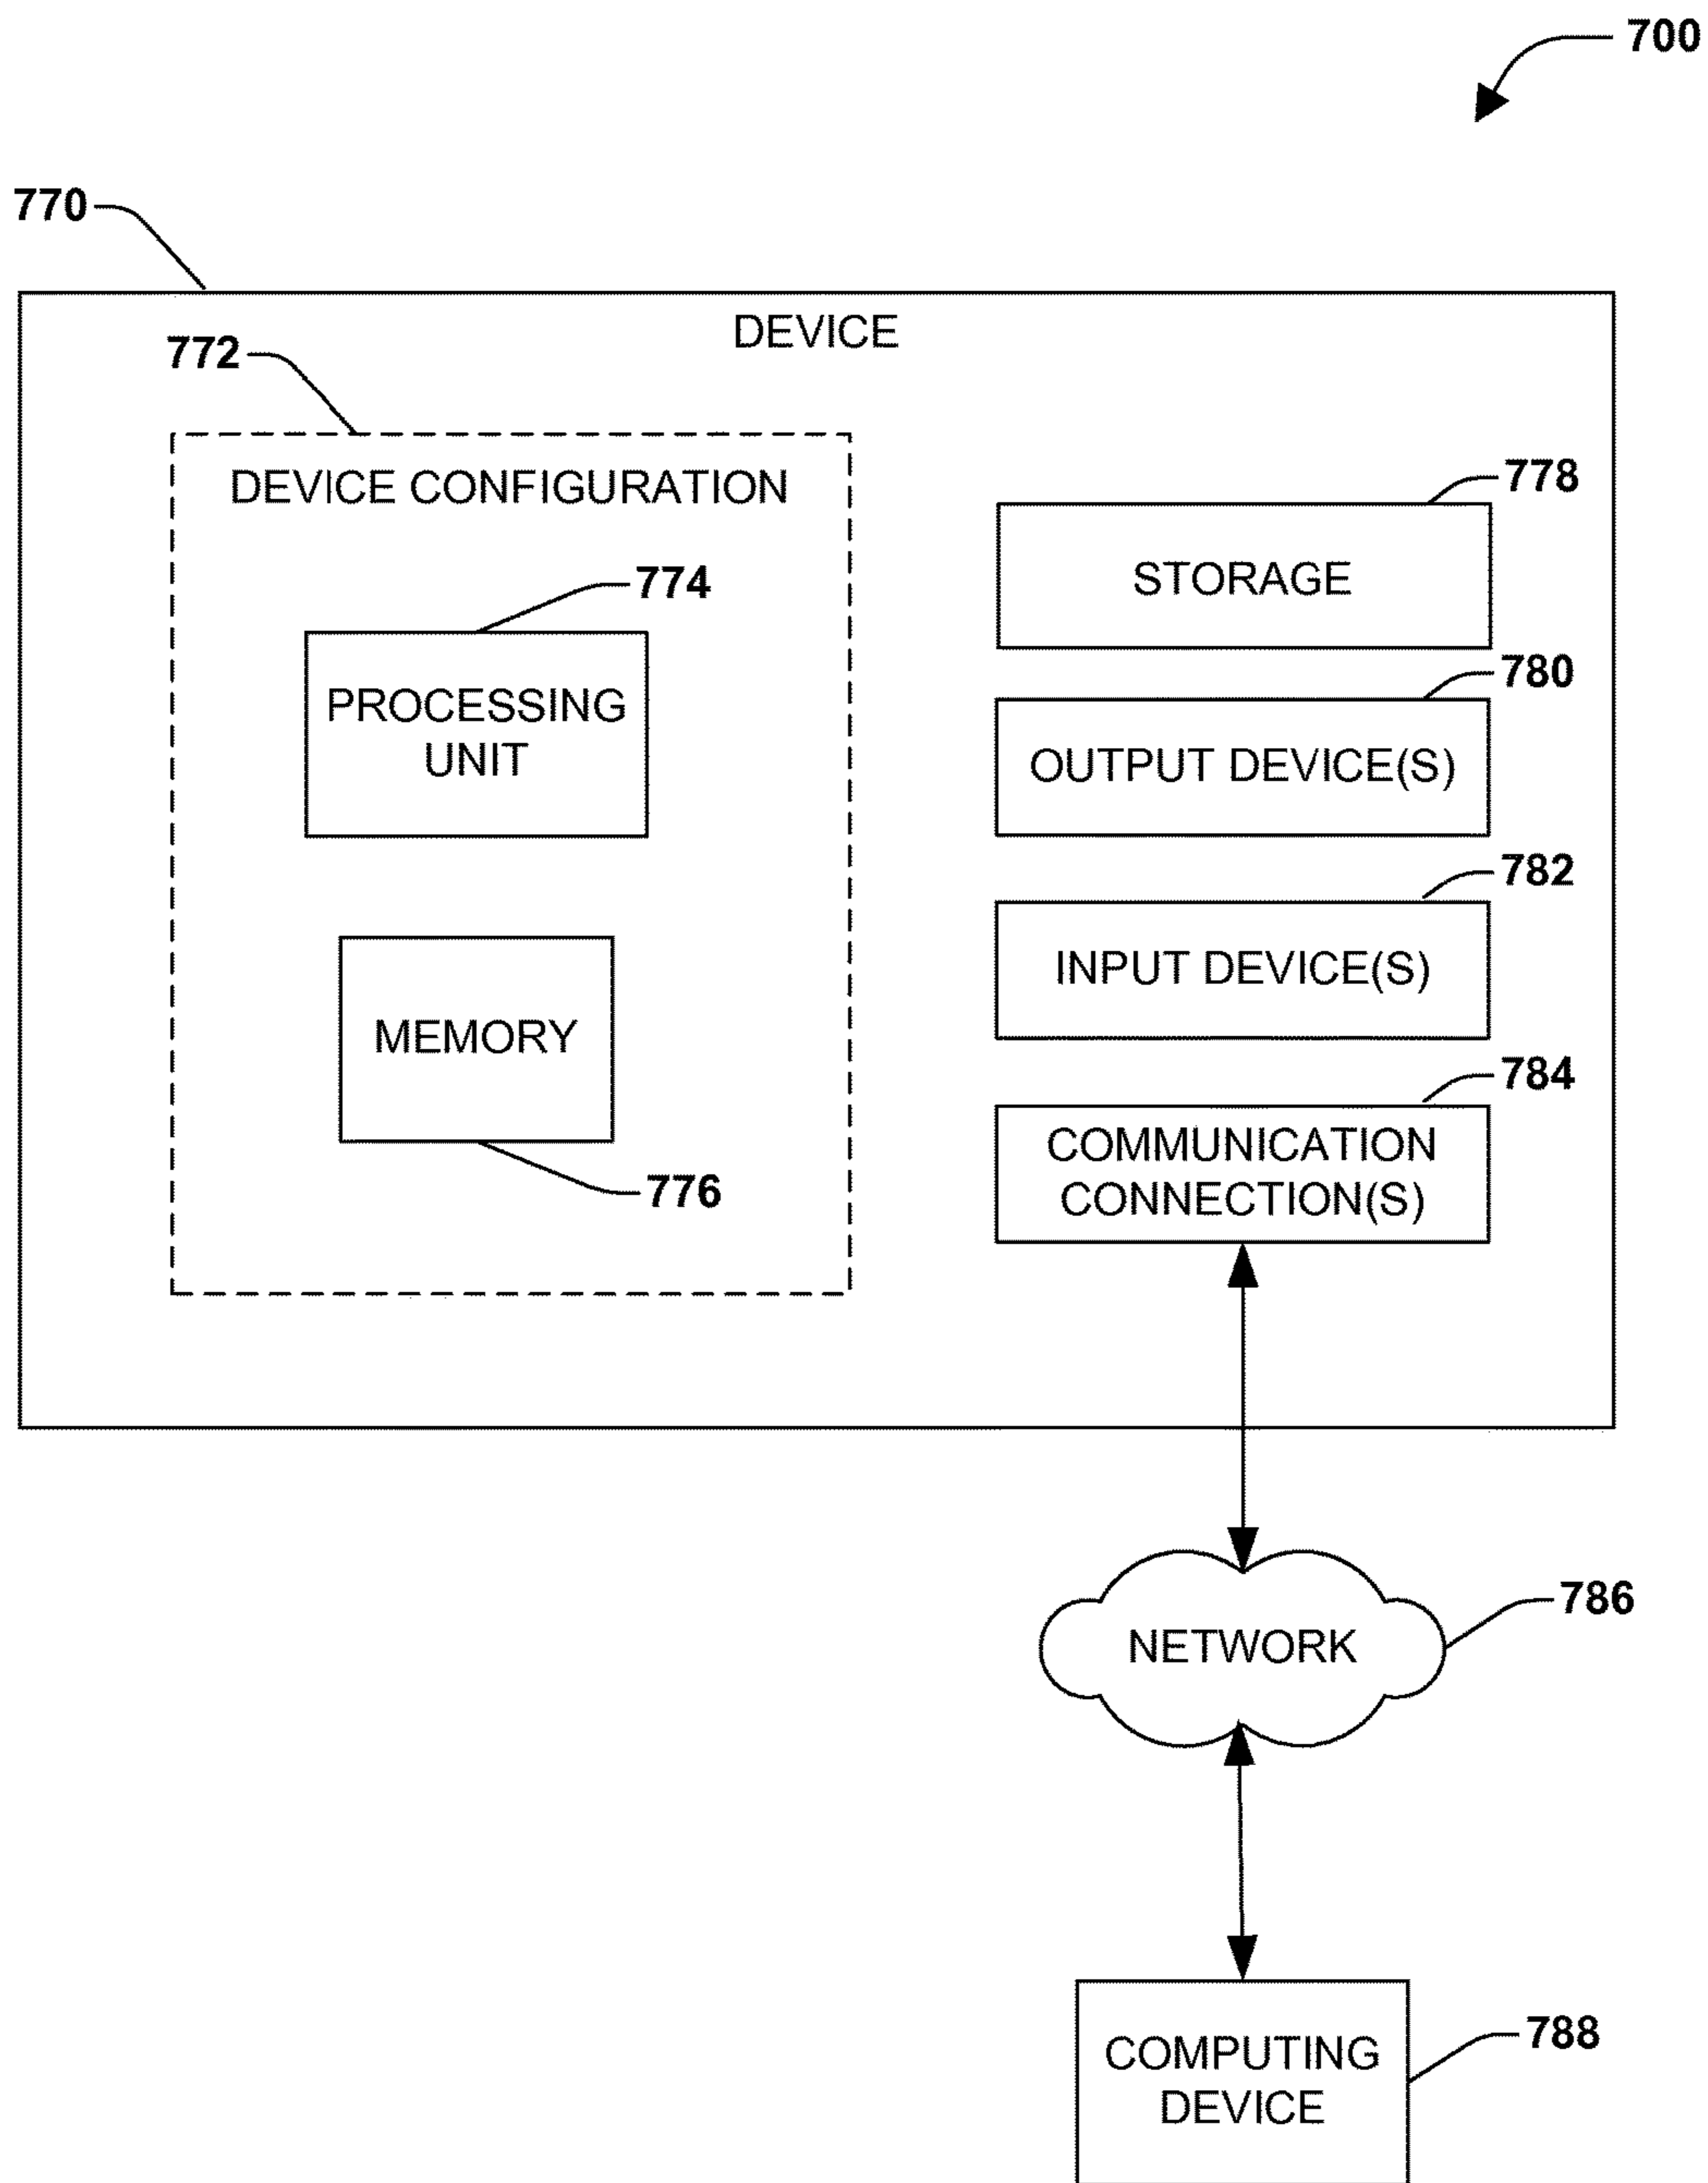 700
770
DEVICE
772
DEVICE CONFIGURATION
778
STORAGE
774
PROCESSING
UNIT
780
OUTPUT DEVICE(S)
782
INPUT DEVICE(S)
MEMORY
776
784
COMMUNICATION
CONNECTION(S)
786
NETWORK
788
COMPUTING
DEVICE